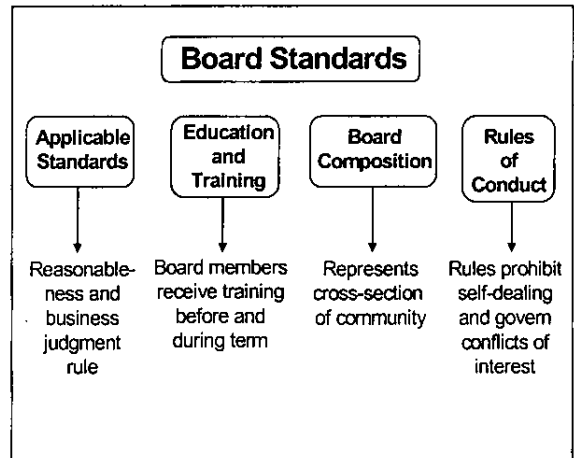 Board Standards
Applicable
Standards
Education
and
Training
Board
Composition
Rules
of
Conduct
Reasonable-
ness and
business
judgment
rule
Board members
receive training
before and
during term
Represents
cross-section
of community
Rules prohibit
self-dealing
and govern
conflicts of
interest